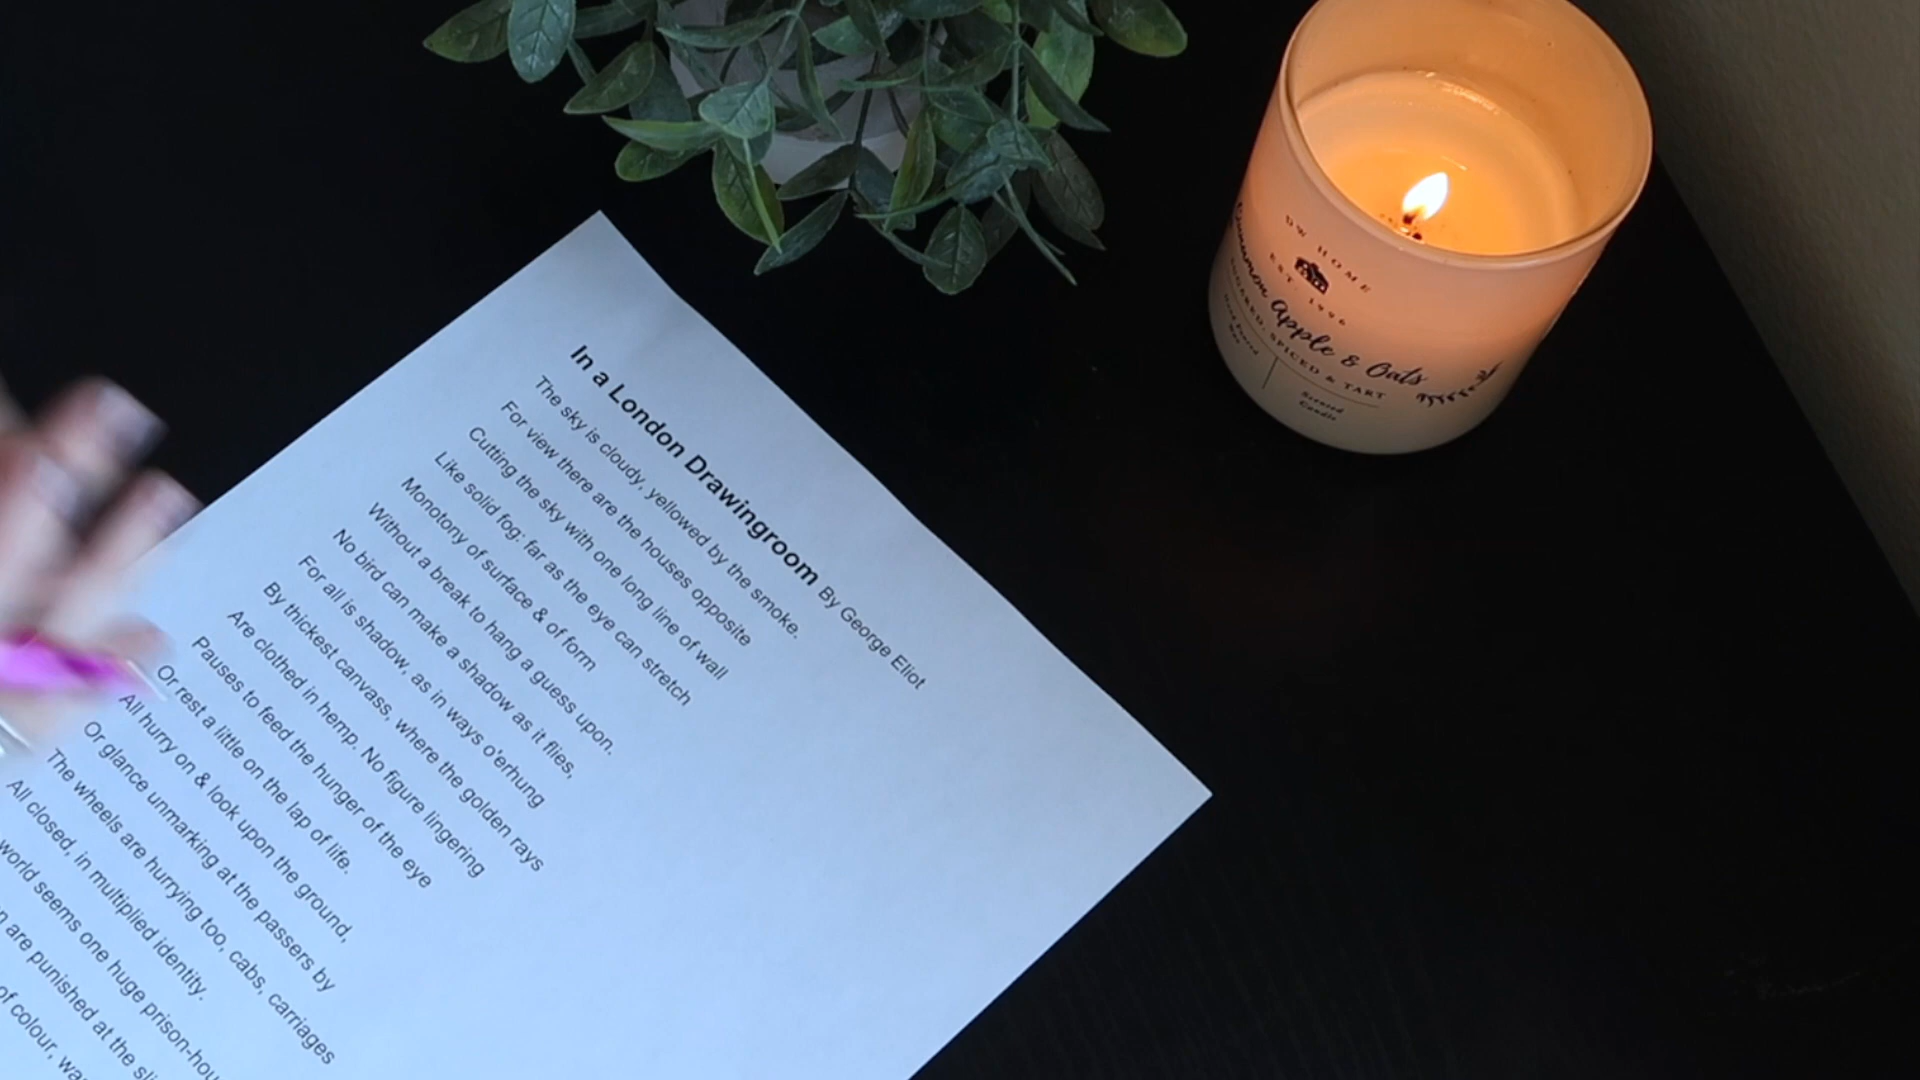 In a London Drawingroom By George Eliot
The sky is cloudy, yellowed by the smoke.
For view there are the houses opposite
Cutting the sky with one long line of wall
Like solid fog: far as the eye can stretch
Monotony of surface & of form
Without a break to hang a guess upon.
No bird can make a shadow as it flies,
For all is shadow, as in ways o'erhung
By thickest canvass, where the golden rays
Are clothed in hemp. No figure lingering
Pauses to feed the hunger of the eye
Or rest a little on the lap of life.
All hurry on & look upon the ground,
Or glance unmarking at the passers by
The wheels are hurrying too, cabs, carriages
All closed, in multiplied identity.
world seems one huge prison-hou
are punished at the
of colour,
DW HOME
EST. 1996
Apple & Oats
SPICED & TART
Scented
Candle